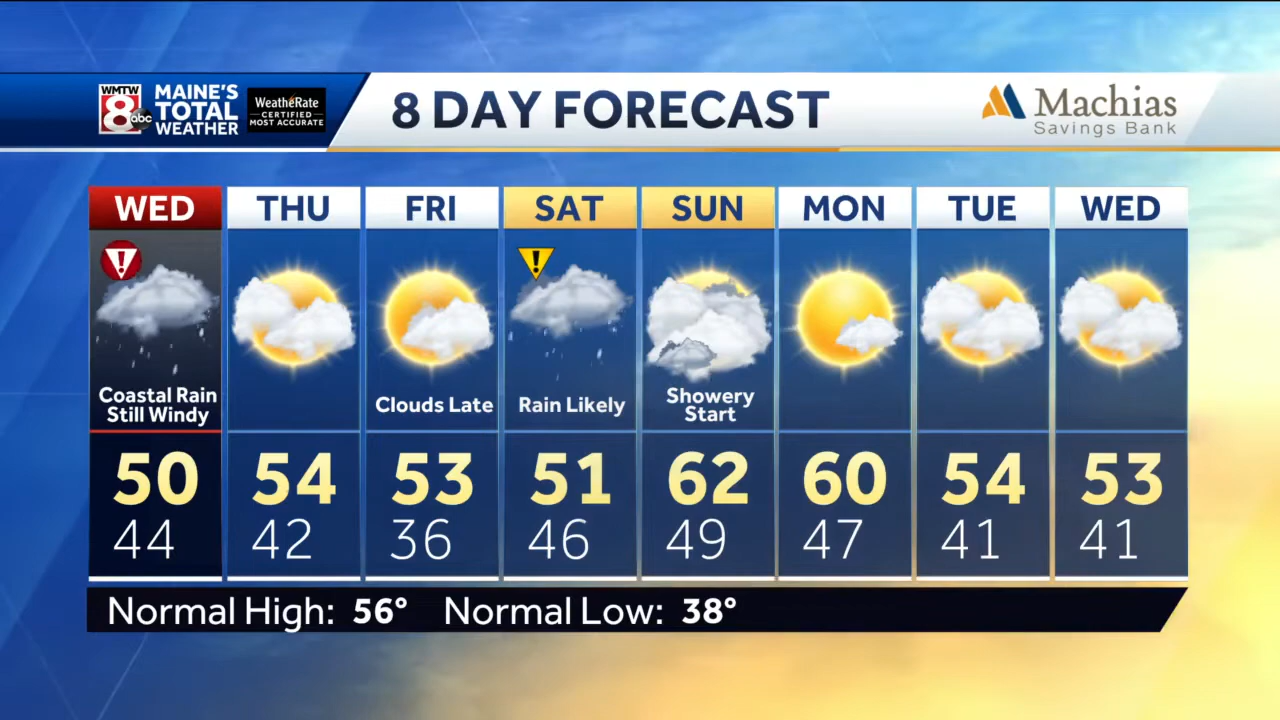 WMTW
8
abc
MAINE'S
TOTAL
WEATHER
WeatheRate
CERTIFIED
MOST ACCURATE
8 DAY FORECAST
Machias
Savings Bank
WED THU FRI SAT SUN MON TUE WED
! !
Coastal Rain
Still Windy
Clouds Late
Rain Likely
Showery
Start
50 54 53 51 62 60 54 53
44 42 36 46 49 47 41 41
Normal High: 56° Normal Low: 38°